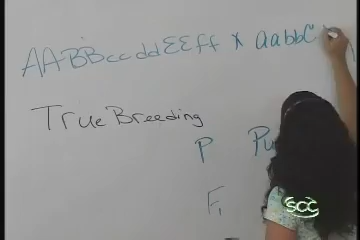 AABBccddEEff x aabbC
True Breeding
P Pu
F₁
SCC